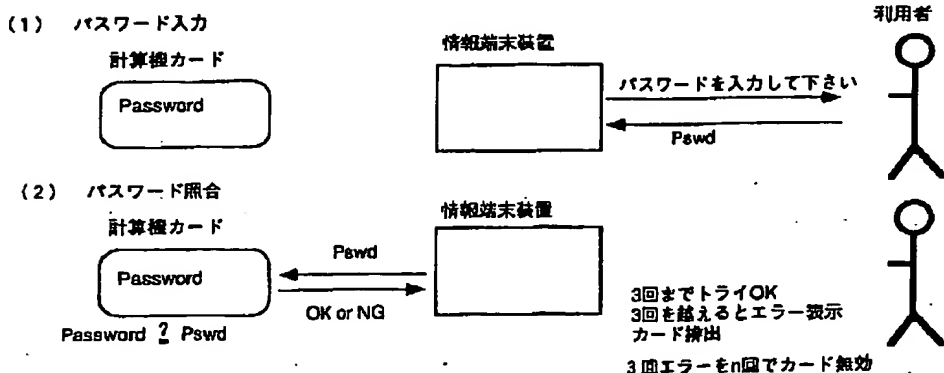 (1) パスワード入力
利用者
計算機カード
情報端末装置
Password
パスワードを入力して下さい
Pswd
(2) パスワード照合
計算機カード
情報端末装置
Password
Pswd
OK or NG
Password ? Pswd
3回までトライOK
3回を越えるとエラー表示
カード排出
3回エラーをn回でカード無効